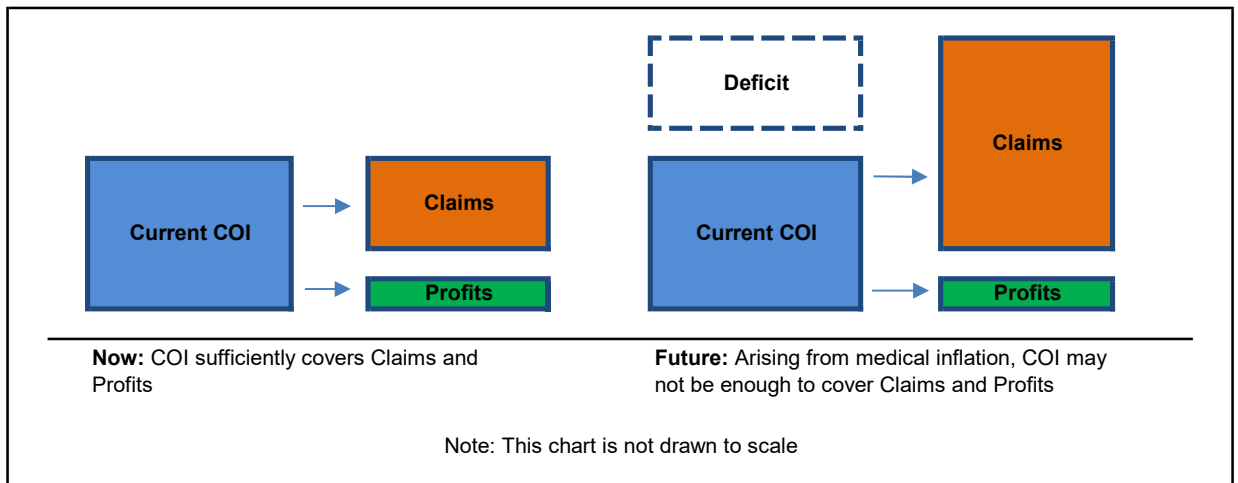 Deficit
Claims
Claims
Current COI
Current COI
Profits
Profits
Now: COI sufficiently covers Claims and
Profits
Future: Arising from medical inflation, COI may
not be enough to cover Claims and Profits
Note: This chart is not drawn to scale